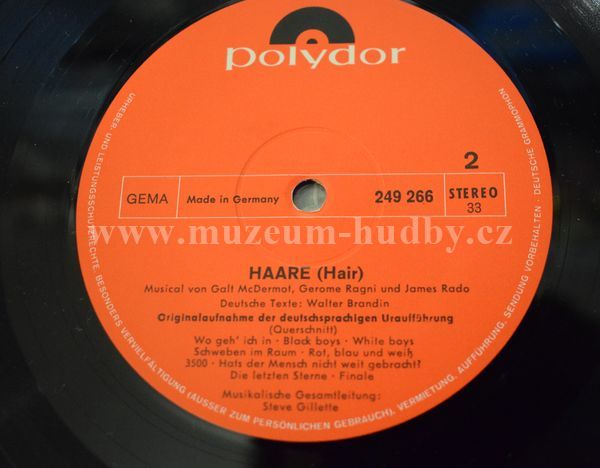 polydor
2
GEMA
Made in Germany
249 266
STEREO
33
www.muzeum-hudby.cz
HAARE (Hair)
Musical von Galt McDermot, Gerome Ragni und James Rado
Deutsche Texte: Walter Brandin
Originalaufnahme der deutschsprachigen Uraufführung
(Querschnitt)
Wo geh' ich in · Black boys · White boys
Schweben im Raum · Rot, blau und weiß
3500 · Hats der Mensch nicht weit gebracht?
Die letzten Sterne · Finale
Musikalische Gesamtleitung:
Steve Gillette
URHEBER- UND LEISTUNGSSCHUTZRECHTE, BESONDERS VERVIELFÄLTIGUNG (AUSSER ZUM PERSÖNLICHEN GEBRAUCH), VERMIETUNG, AUFFÜHRUNG, SENDUNG VORBEHALTEN · DEUTSCHE GRAMMOPHON